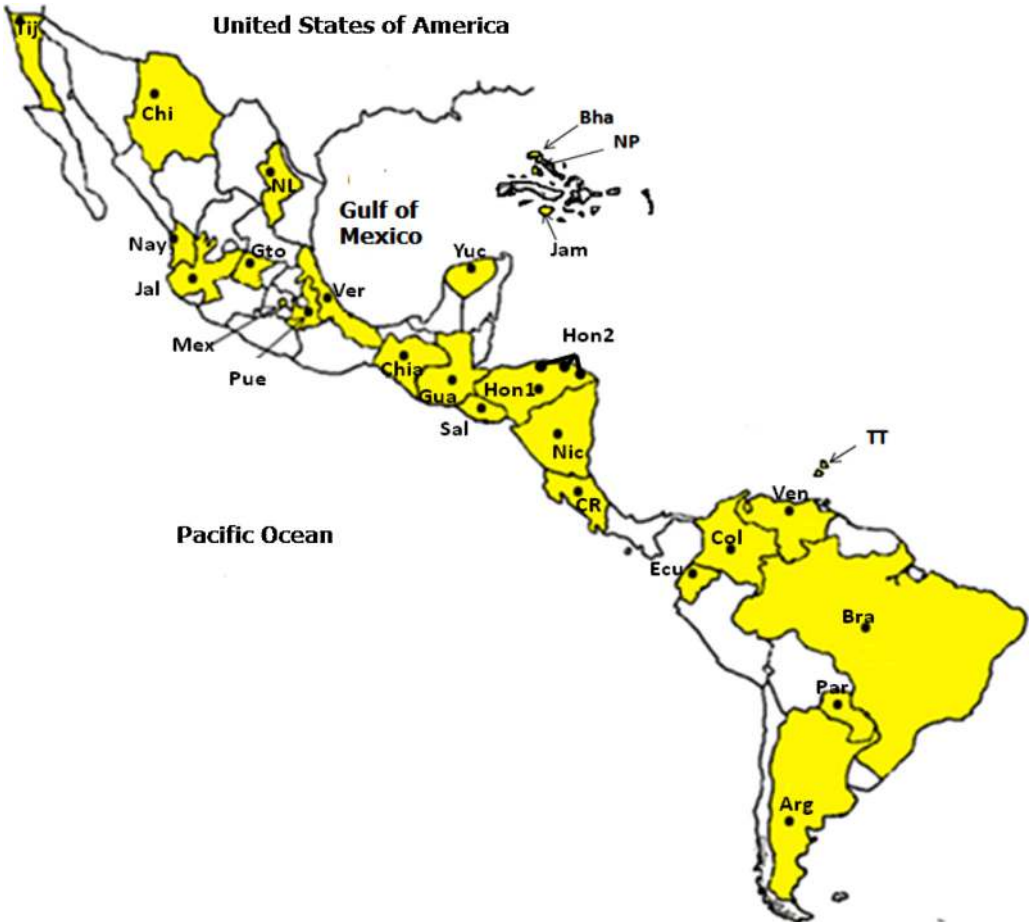 Tij
United States of America
Chi
Bha
NP
NL
Gulf of
Mexico
Nay
Gto
Yuc
Jam
Jal
Ver
Mex
Hon2
Pue
Chia
Gua
Hon1
Sal
Nic
TT
CR
Ven
Pacific Ocean
Col
Ecu
Bra
Par
Arg